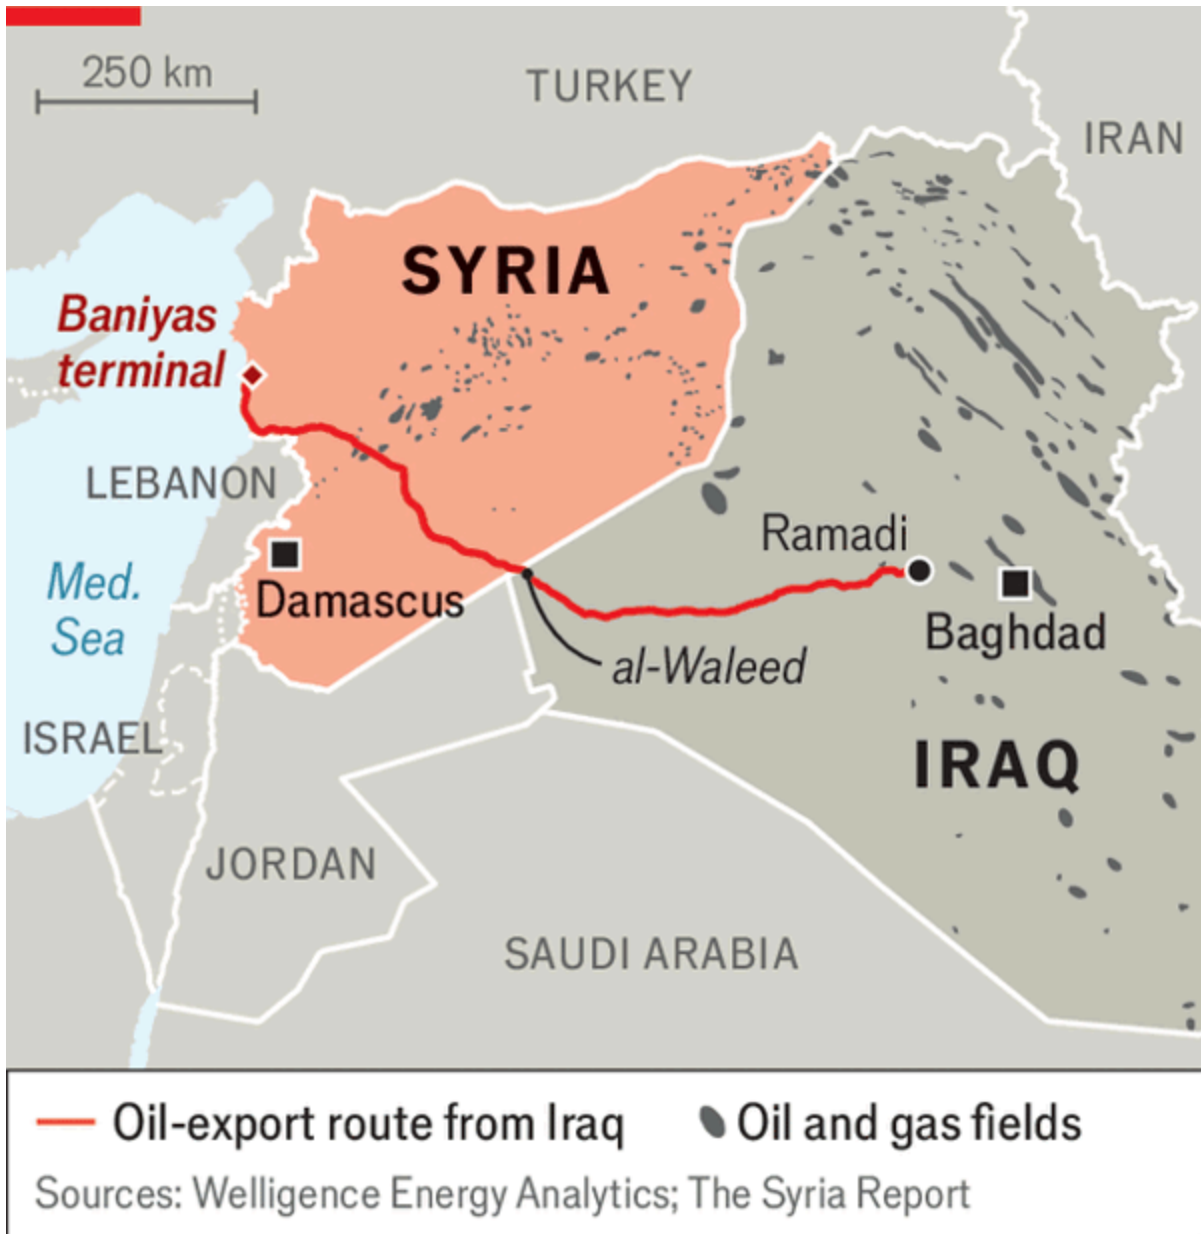 250 km
TURKEY
IRAN
SYRIA
Baniyas
terminal
LEBANON
Ramadi
Med.
Sea
Damascus
Baghdad
al-Waleed
ISRAEL
IRAQ
JORDAN
SAUDI ARABIA
Oil-export route from Iraq
Oil and gas fields
Sources: Welligence Energy Analytics; The Syria Report